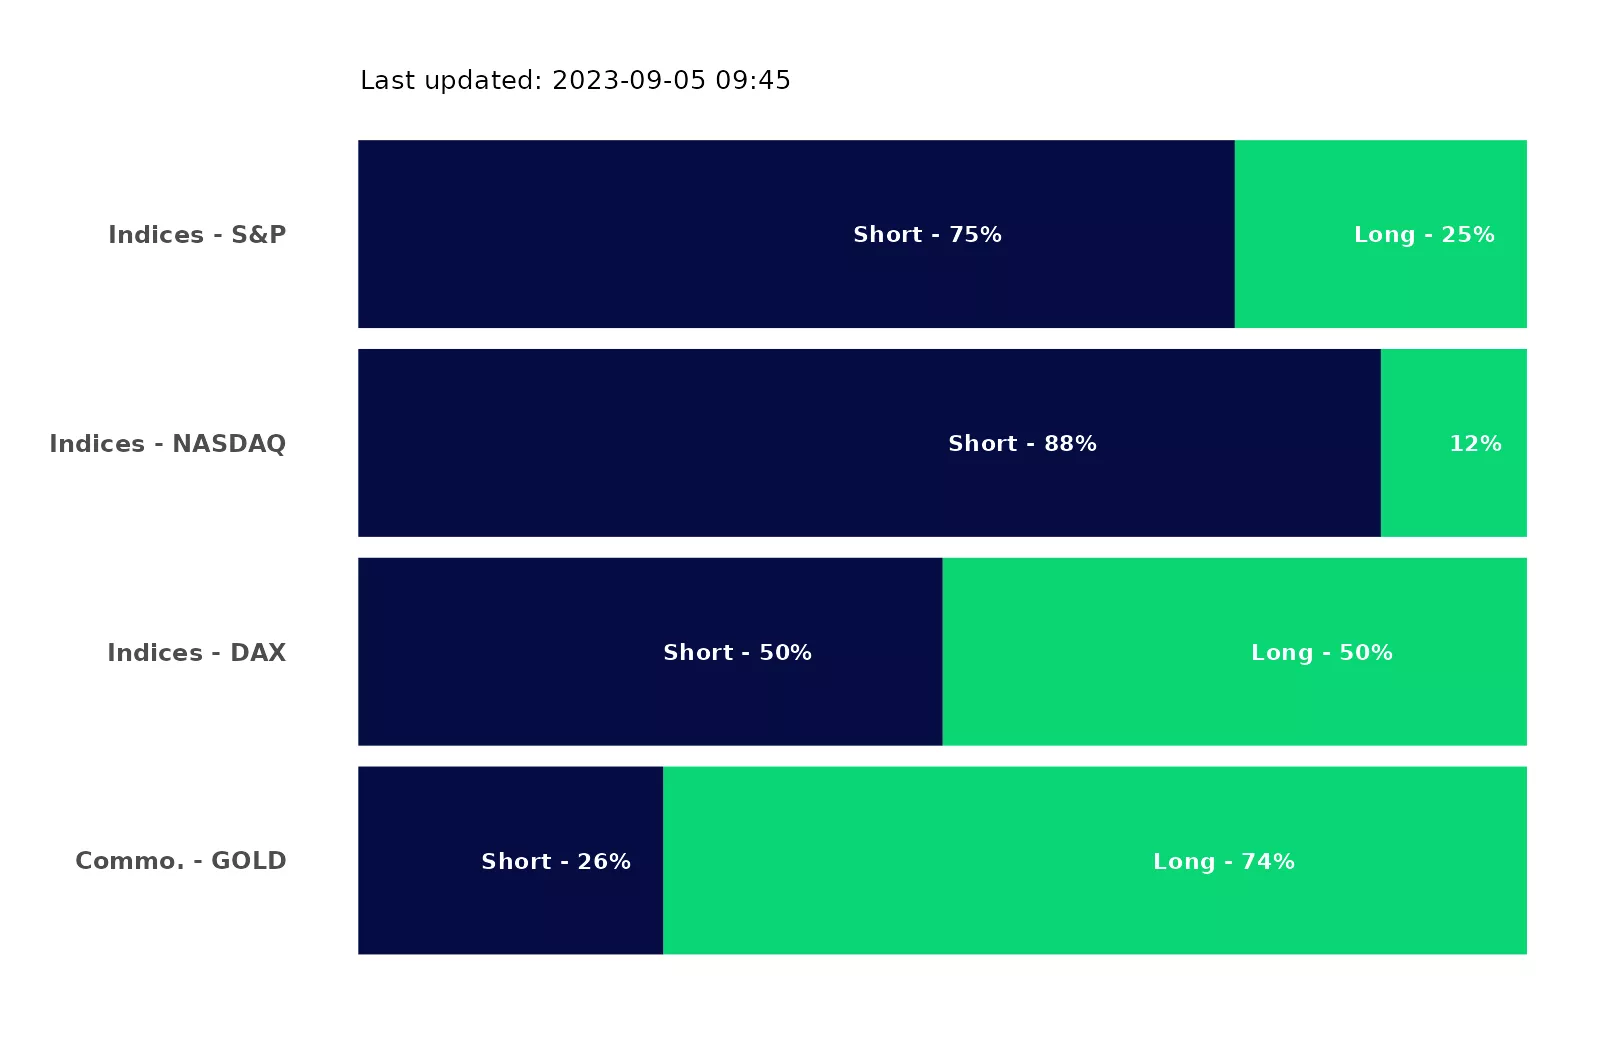 Last updated: 2023-09-05 09:45
Indices - S&P Short - 75% Long - 25%
Indices - NASDAQ Short - 88% 12%
Indices - DAX Short - 50% Long - 50%
Commo. - GOLD Short - 26% Long - 74%